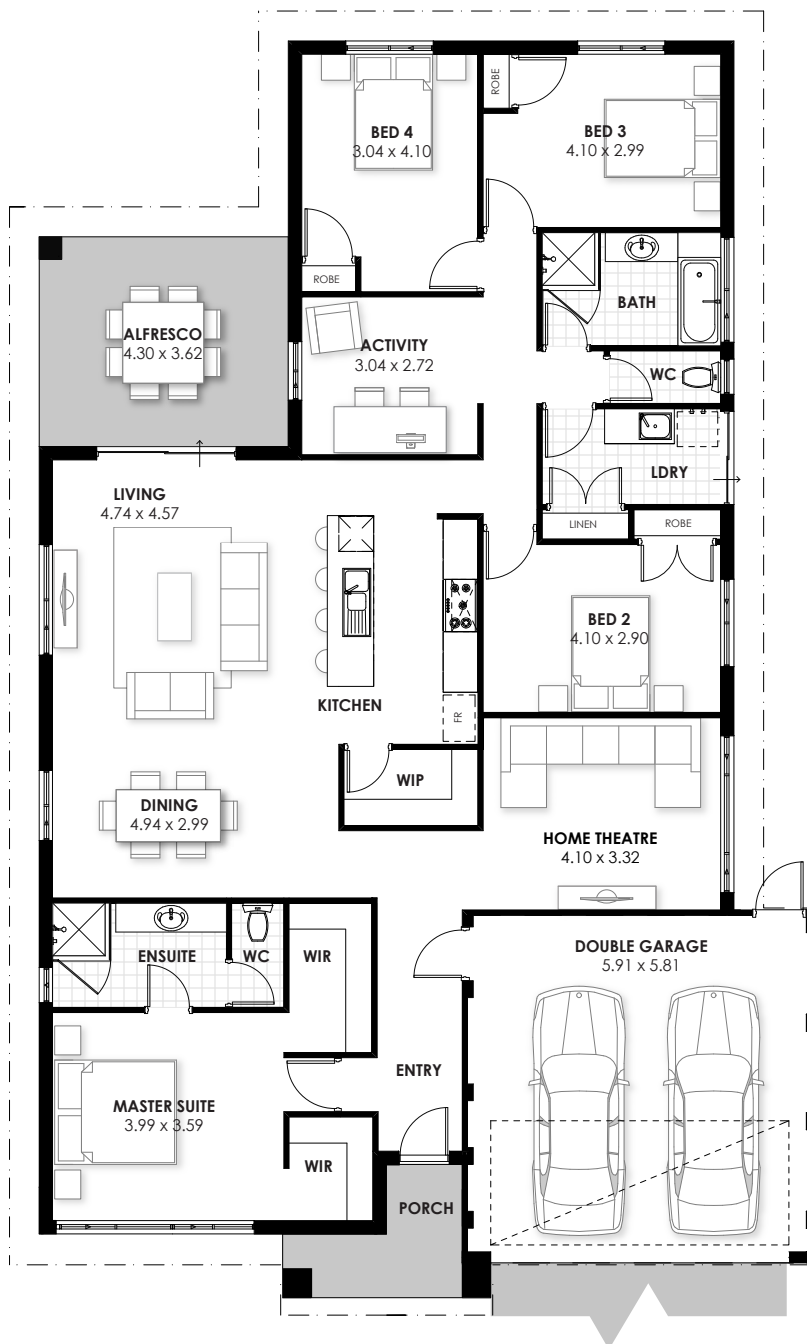 ROBE
BED 4
3.04 x 4.10
BED 3
4.10 x 2.99
ROBE
BATH
ALFRESCO
4.30 x 3.62
ACTIVITY
3.04 x 2.72
WC
LDRY
LIVING
4.74 x 4.57
LINEN
ROBE
BED 2
4.10 x 2.90
KITCHEN
FR
WIP
DINING
4.94 x 2.99
HOME THEATRE
4.10 x 3.32
ENSUITE
WC
WIR
DOUBLE GARAGE
5.91 x 5.81
ENTRY
MASTER SUITE
3.99 x 3.59
WIR
PORCH